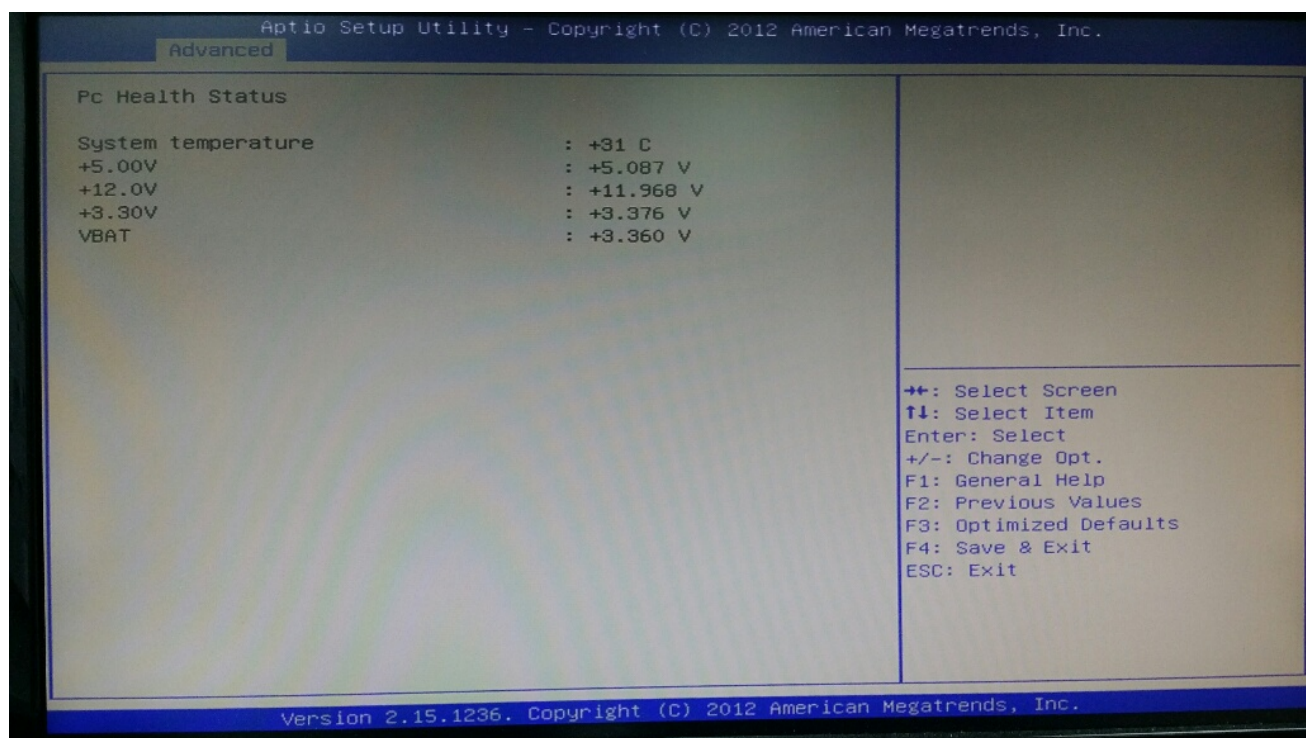 Aptio Setup Utility - Copyright (C) 2012 American Megatrends, Inc.
Advanced
Pc Health Status
System temperature : +31 C
+5.00V : +5.087 V
+12.0V : +11.968 V
+3.30V : +3.376 V
VBAT : +3.360 V
→←: Select Screen
↑↓: Select Item
Enter: Select
+/-: Change Opt.
F1: General Help
F2: Previous Values
F3: Optimized Defaults
F4: Save & Exit
ESC: Exit
Version 2.15.1236. Copyright (C) 2012 American Megatrends, Inc.